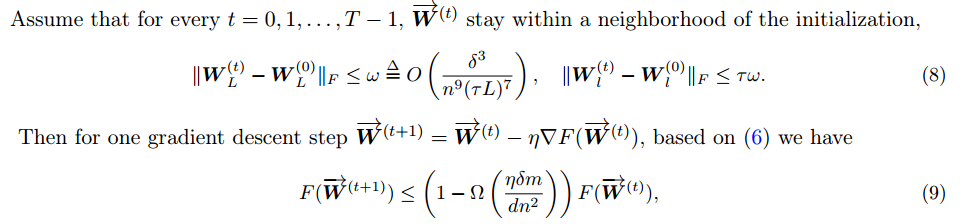 Assume that for every $t = 0, 1, \ldots, T-1$, $\overrightarrow{\boldsymbol{W}}^{(t)}$ stay within a neighborhood of the initialization,
$$\|\boldsymbol{W}_L^{(t)} - \boldsymbol{W}_L^{(0)}\|_F \leq \omega \triangleq O\left(\frac{\delta^3}{n^9(\tau L)^7}\right), \quad \|\boldsymbol{W}_l^{(t)} - \boldsymbol{W}_l^{(0)}\|_F \leq \tau\omega. \quad (8)$$
Then for one gradient descent step $\overrightarrow{\boldsymbol{W}}^{(t+1)} = \overrightarrow{\boldsymbol{W}}^{(t)} - \eta\nabla F(\overrightarrow{\boldsymbol{W}}^{(t)})$, based on (6) we have
$$F(\overrightarrow{\boldsymbol{W}}^{(t+1)}) \leq \left(1 - \Omega\left(\frac{\eta\delta m}{dn^2}\right)\right) F(\overrightarrow{\boldsymbol{W}}^{(t)}), \quad (9)$$